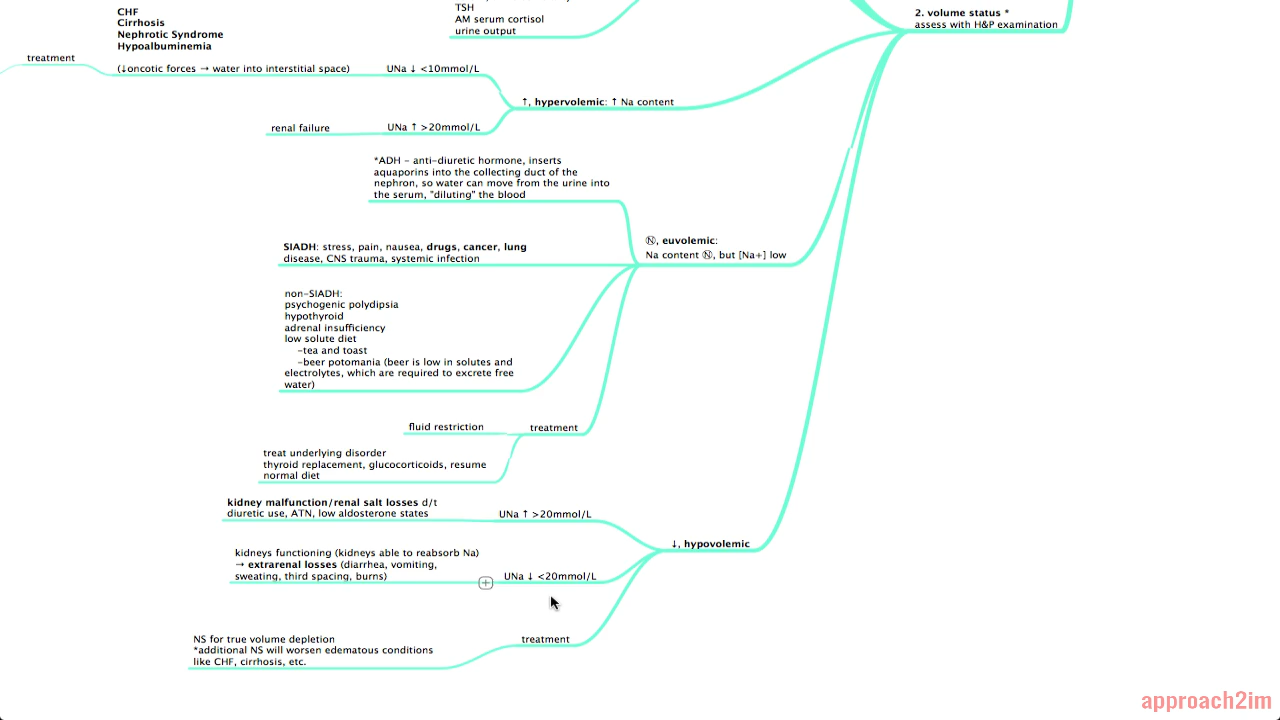 CHF
Cirrhosis
Nephrotic Syndrome
Hypoalbuminemia
treatment
(↓oncotic forces → water into interstitial space)
UNa ↓ <10mmol/L
TSH
AM serum cortisol
urine output
2. volume status *
assess with H&P examination
↑, hypervolemic: ↑ Na content
renal failure
UNa ↑ >20mmol/L
*ADH - anti-diuretic hormone, inserts
aquaporins into the collecting duct of the
nephron, so water can move from the urine into
the serum, "diluting" the blood
Ⓝ, euvolemic:
Na content Ⓝ, but [Na+] low
SIADH: stress, pain, nausea, drugs, cancer, lung
disease, CNS trauma, systemic infection
non-SIADH:
psychogenic polydipsia
hypothyroid
adrenal insufficiency
low solute diet
-tea and toast
-beer potomania (beer is low in solutes and
electrolytes, which are required to excrete free
water)
fluid restriction
treatment
treat underlying disorder
thyroid replacement, glucocorticoids, resume
normal diet
kidney malfunction/renal salt losses d/t
diuretic use, ATN, low aldosterone states
UNa ↑ >20mmol/L
↓, hypovolemic
kidneys functioning (kidneys able to reabsorb Na)
→ extrarenal losses (diarrhea, vomiting,
sweating, third spacing, burns)
UNa ↓ <20mmol/L
NS for true volume depletion
*additional NS will worsen edematous conditions
like CHF, cirrhosis, etc.
treatment
approach2im